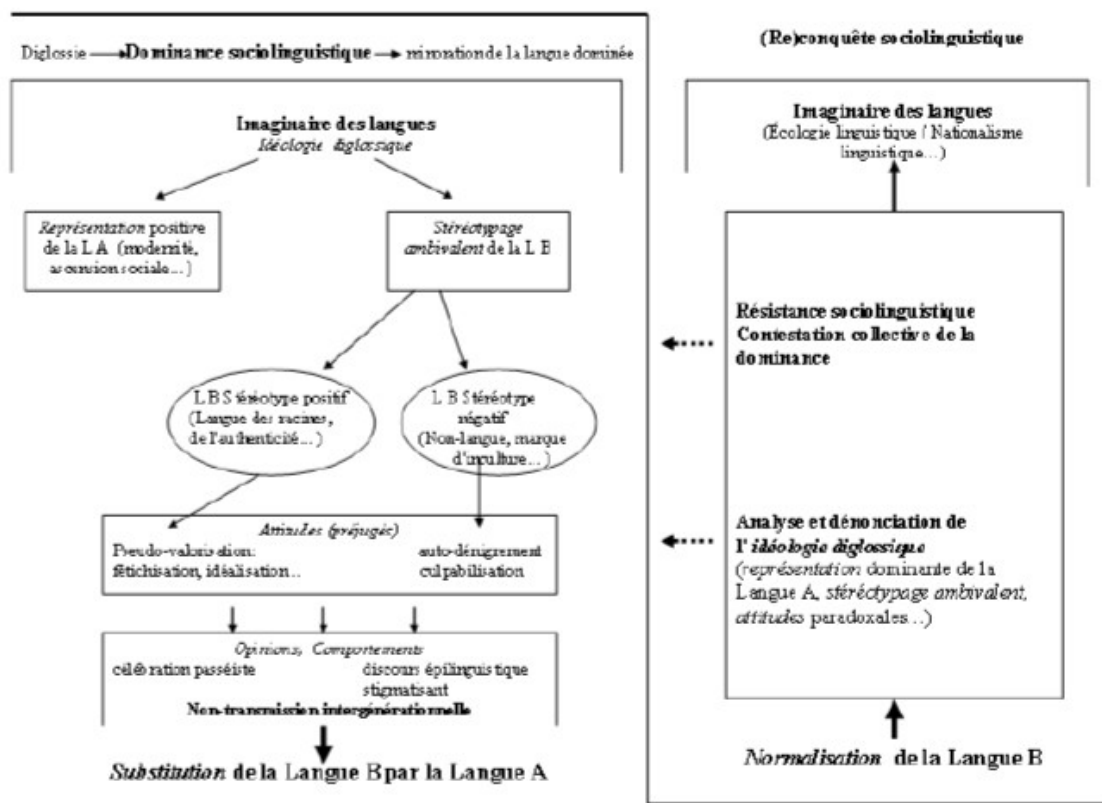 Diglossie → Dominance sociolinguistique → minoration de la langue dominée
Imaginaire des langues
Idéologie diglossique
Représentation positive
de la L A (modernité,
ascension sociale...)
Stéréotypage
ambivalent de la L B
L B Stéréotype positif
(Langue des racines,
de l'authenticité...)
L B Stéréotype
négatif
(Non-langue, marque
d'inculture...)
Attitudes (préjugés)
Pseudo-valorisation:
fétichisation, idéalisation...
auto-dénigrement
culpabilisation
Opinions, Comportements
célébration passéiste
discours épilinguistique
stigmatisant
Non-transmission intergénérationnelle
Substitution de la Langue B par la Langue A
(Re)conquête sociolinguistique
Imaginaire des langues
(Écologie linguistique / Nationalisme
linguistique...)
Résistance sociolinguistique
Contestation collective de la
dominance
Analyse et dénonciation de
l'idéologie diglossique
(représentation dominante de la
Langue A, stéréotypage ambivalent,
attitudes paradoxales...)
Normalisation de la Langue B